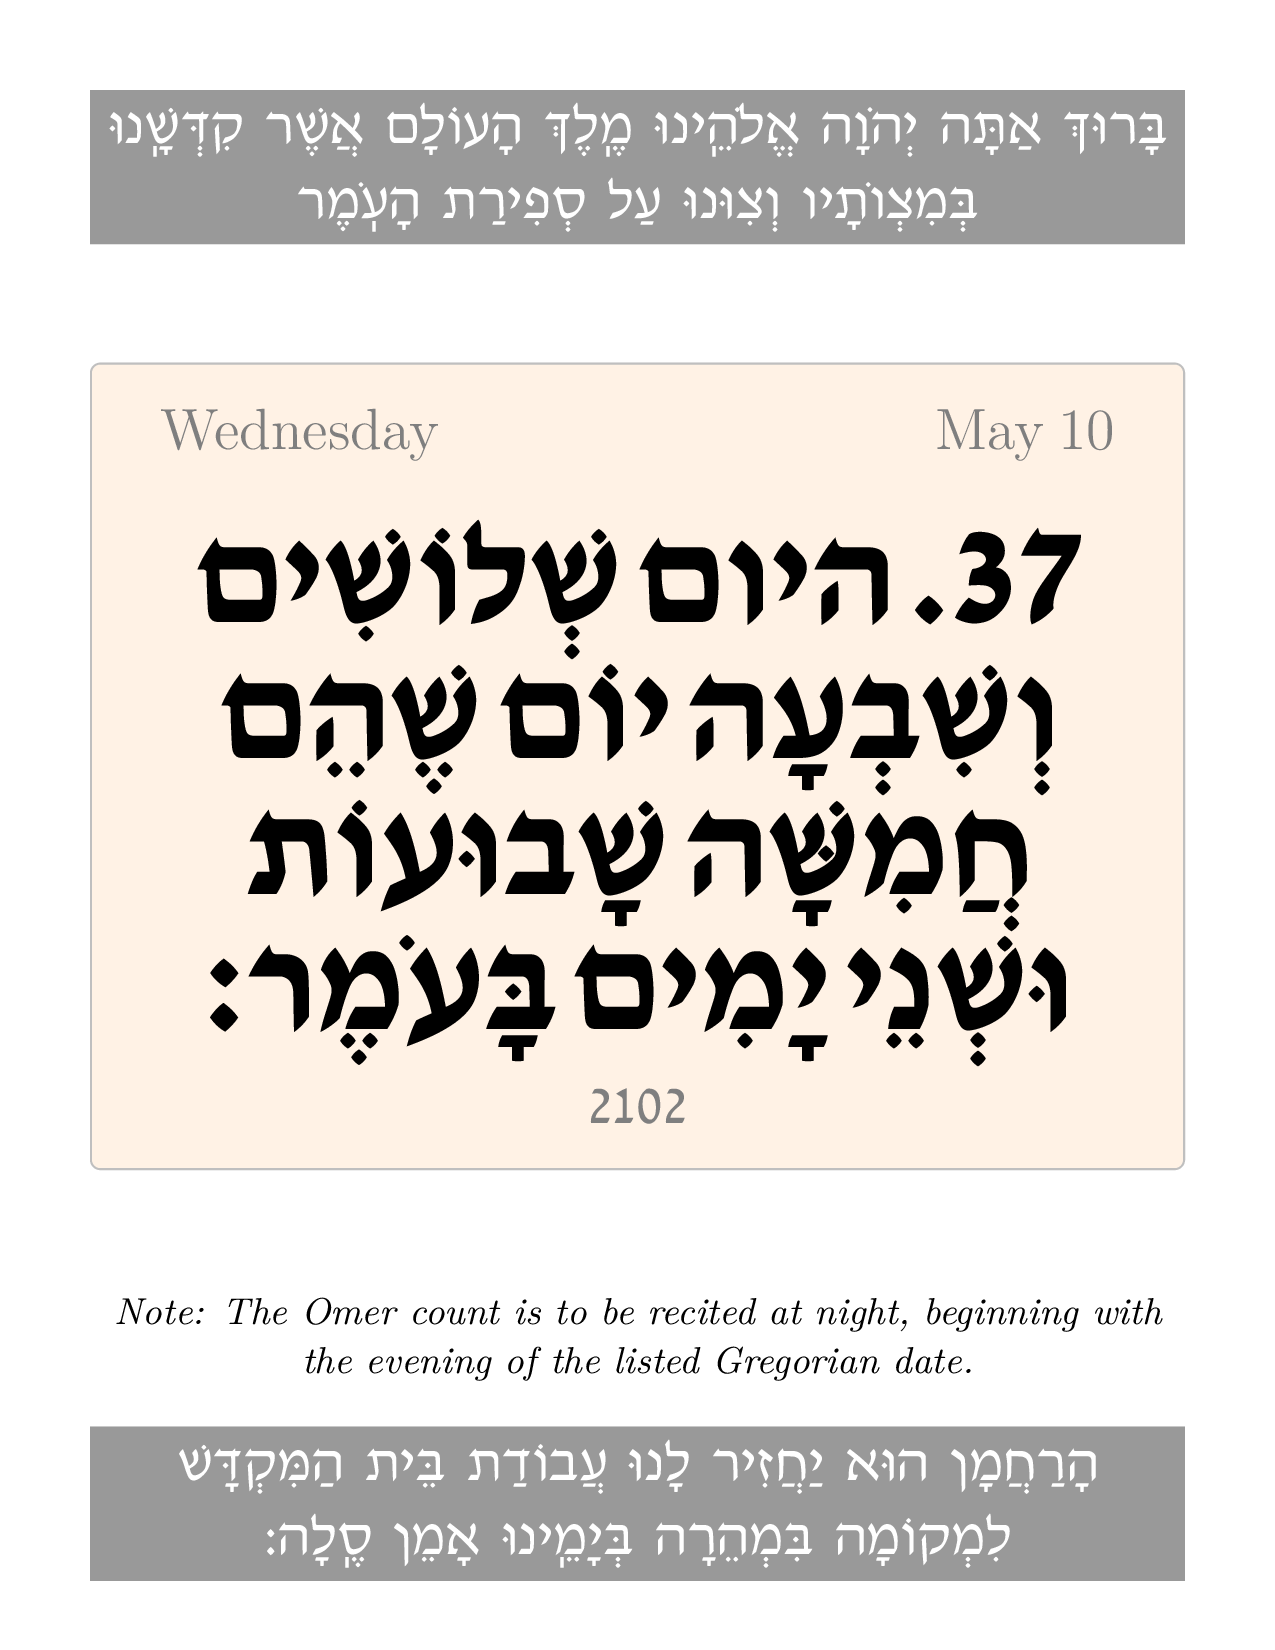 בָּרוּךְ אַתָּה יְהֹוָה אֱלֹהֵֽינוּ מֶֽלֶךְ הָעוֹלָם אֲשֶׁר קִדְּשָֽׁנוּ
בְּמִצְוֹתָיו וְצִוּנוּ עַל סְפִירַת הָעֹֽמֶר
Wednesday May 10
37. היום שְׁלוֹשִׁים
וְשִׁבְעָה יוֹם שֶׁהֵם
חֲמִשָּׁה שָׁבוּעוֹת
וּשְׁנֵי יָמִים בָּעֹמֶר:
2102
Note: The Omer count is to be recited at night, beginning with
the evening of the listed Gregorian date.
הָרַחֲמָן הוּא יַחֲזִיר לָנוּ עֲבוֹדַת בֵּית הַמִּקְדָּשׁ
לִמְקוֹמָה בִּמְהֵרָה בְּיָמֵֽינוּ אָמֵן סֶֽלָה: